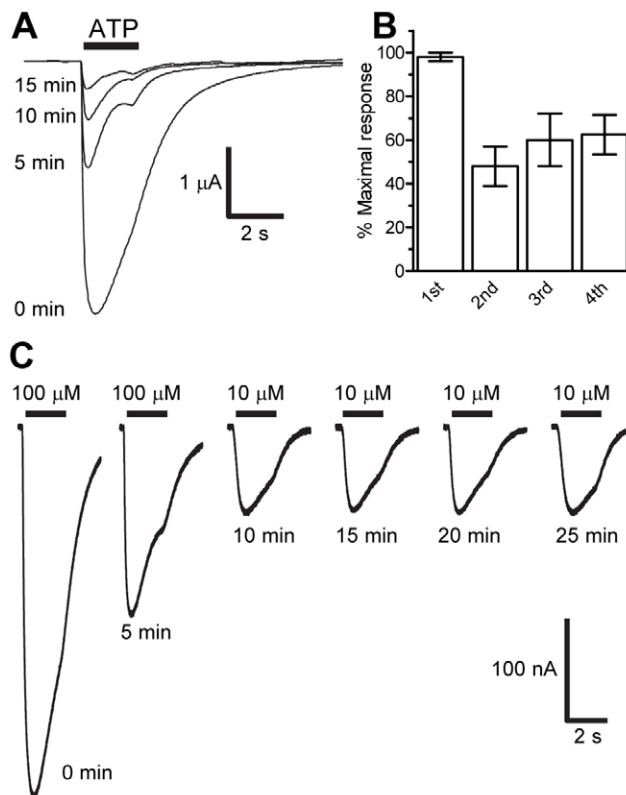 A
ATP
15 min
10 min
5 min
0 min
1 μA
2 s
B
% Maximal response
100
80
60
40
20
0
1st
2nd
3rd
4th
C
100 μM 100 μM 10 μM 10 μM 10 μM 10 μM
10 min 15 min 20 min 25 min
5 min
0 min
100 nA
2 s